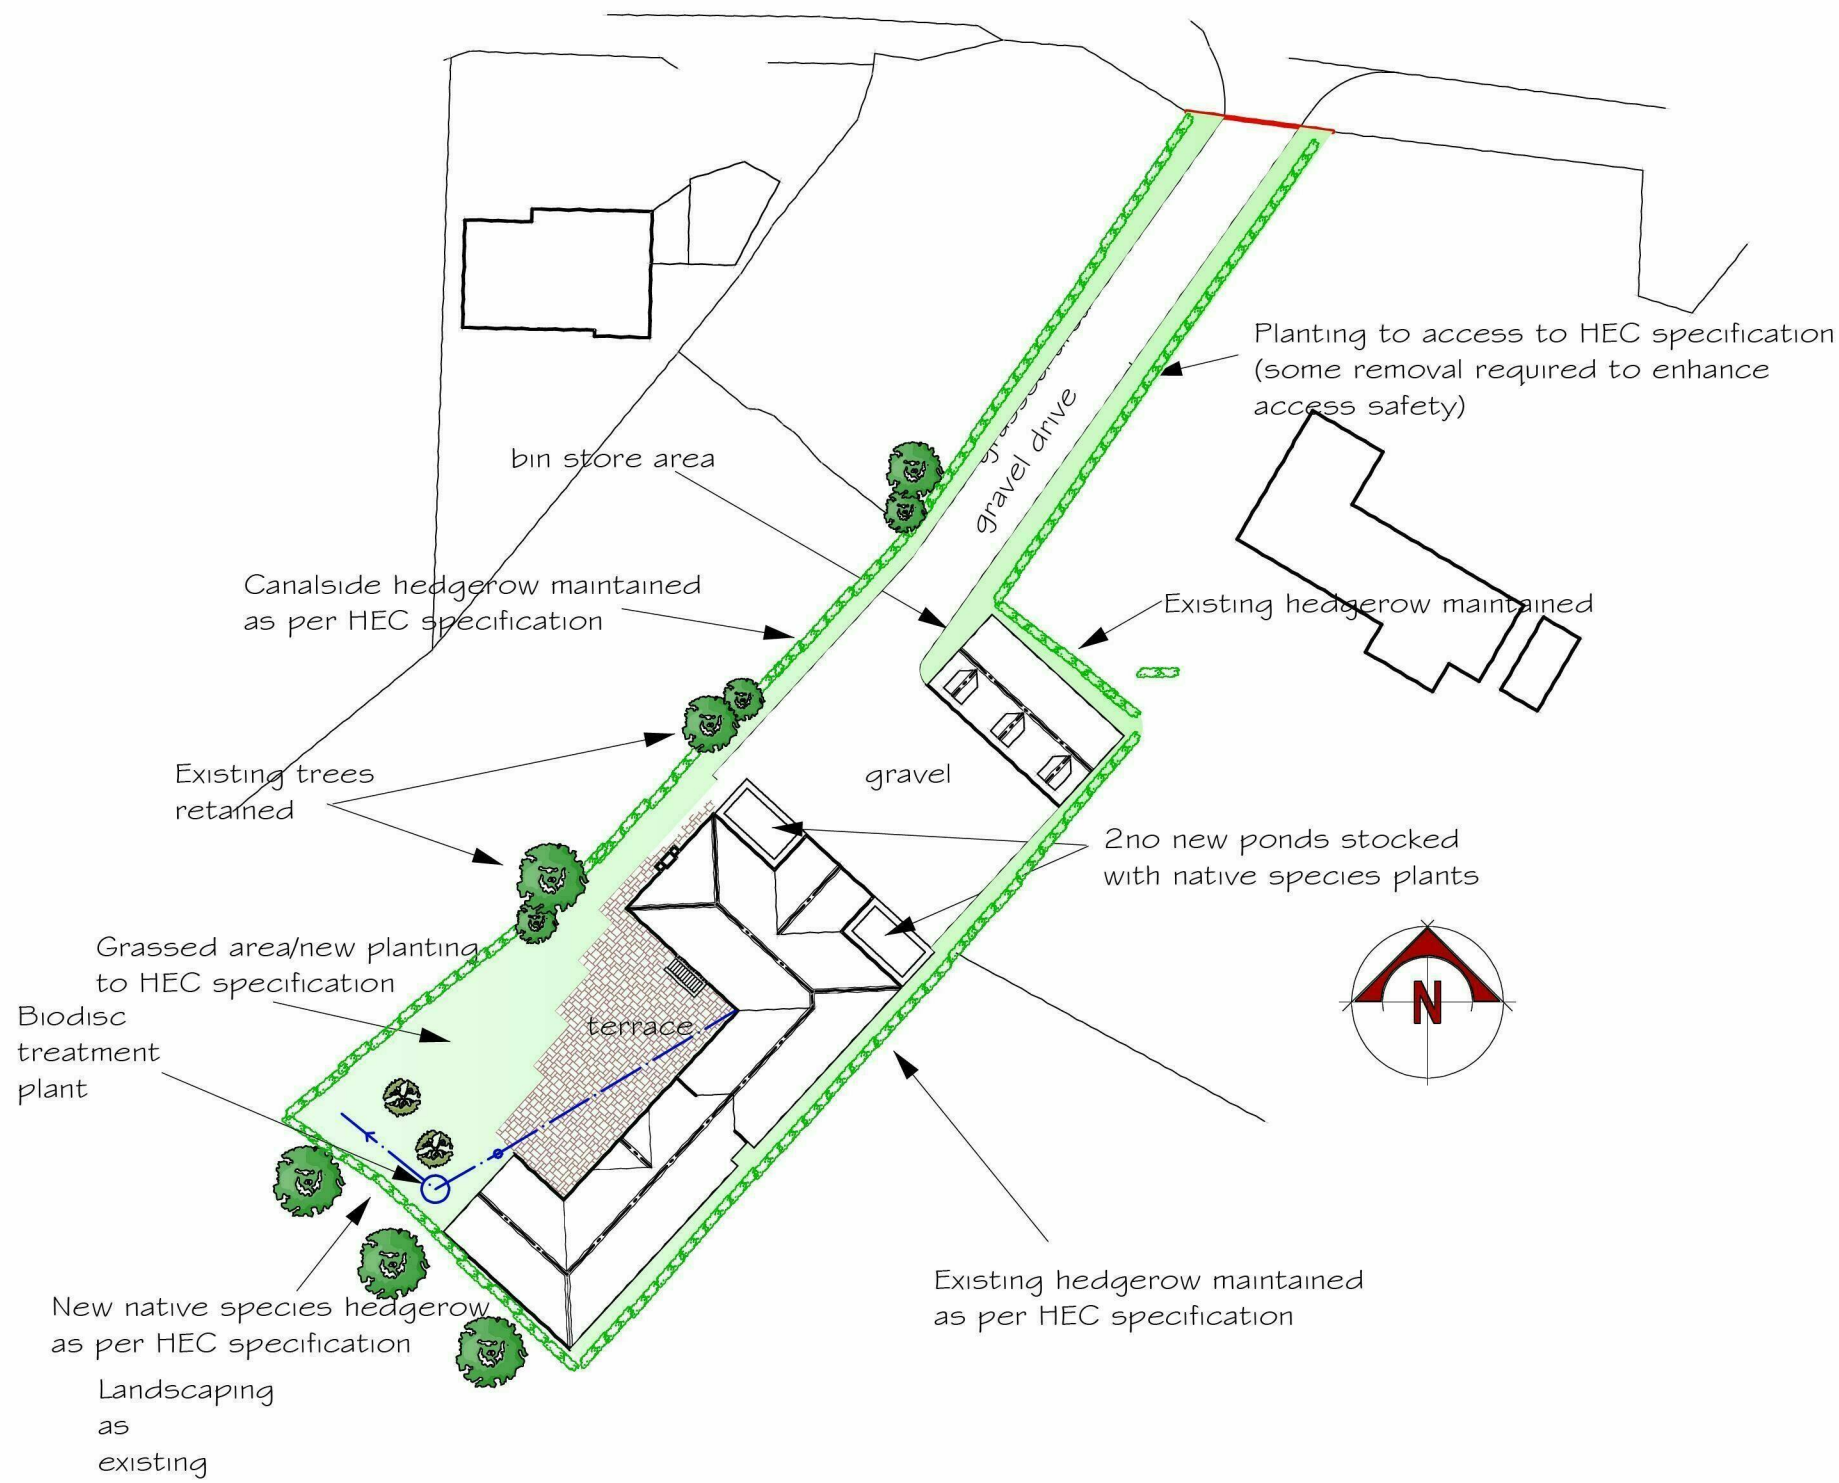 Planting to access to HEC specification
(some removal required to enhance
access safety)
gravel drive
bin store area
Canalside hedgerow maintained
as per HEC specification
Existing hedgerow maintained
Existing trees
retained
gravel
2no new ponds stocked
with native species plants
Grassed area/new planting
to HEC specification
Biodisc
treatment
plant
terrace
N
New native species hedgerow
as per HEC specification
Existing hedgerow maintained
as per HEC specification
Landscaping
as
existing